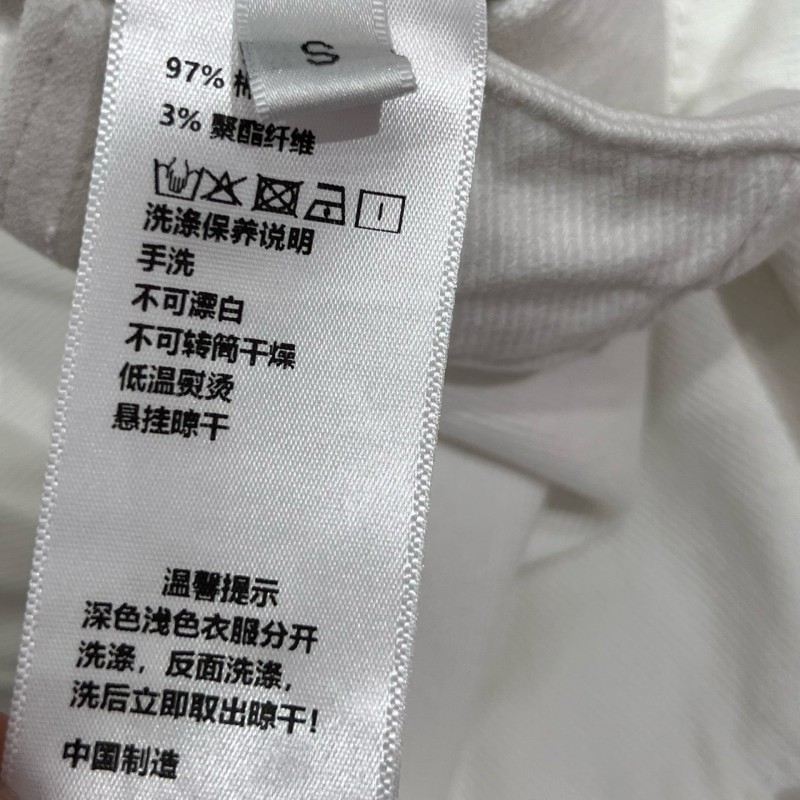 S
97%
3% 聚酯纤维
洗涤保养说明
手洗
不可漂白
不可转筒干燥
低温熨烫
悬挂晾干
温馨提示
深色浅色衣服分开
洗涤，反面洗涤，
洗后立即取出晾干！
中国制造